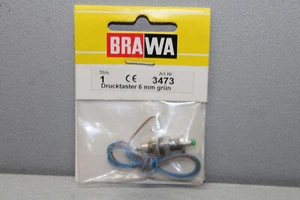 BRAWA
Stck. Art-Nr.
1 CE 3473
Drucktaster 6 mm grün